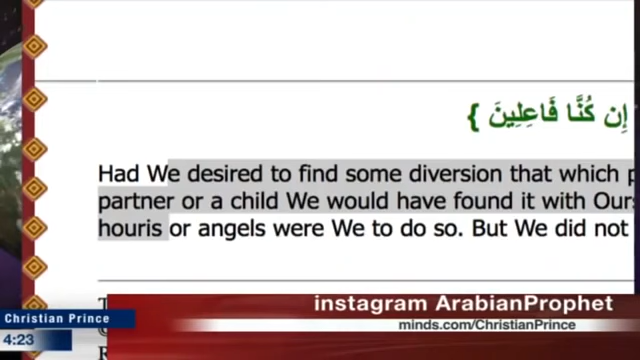 إِن كُنَّا فَاعِلِينَ }
Had We desired to find some diversion that which
partner or a child We would have found it with
houris or angels were We to do so. But We did not
instagram ArabianProphet
Christian Prince
minds.com/ChristianPrince
4:23